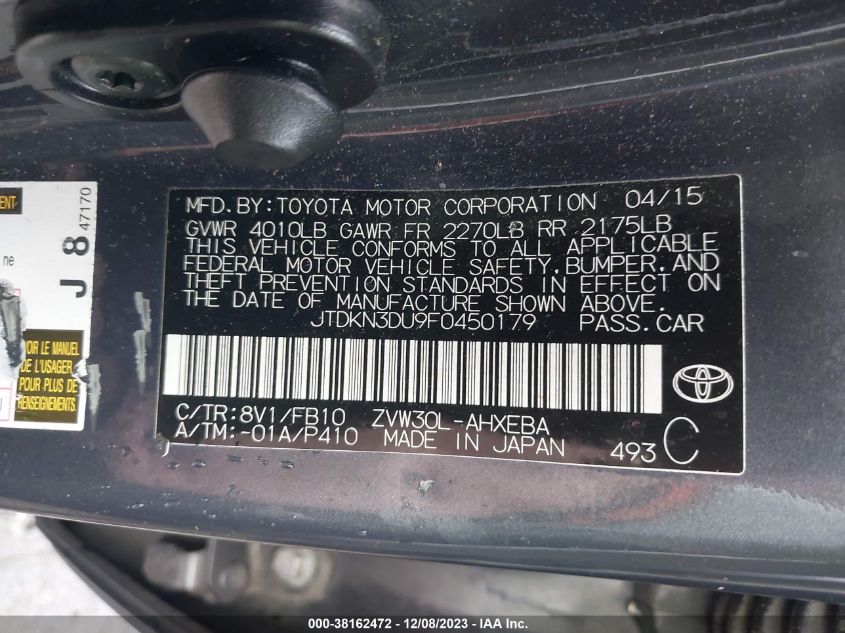 MFD. BY: TOYOTA MOTOR CORPORATION 04/15
GVWR 4010LB GAWR FR 2270LB RR 2175LB
THIS VEHICLE CONFORMS TO ALL APPLICABLE
FEDERAL MOTOR VEHICLE SAFETY, BUMPER, AND
THEFT PREVENTION STANDARDS IN EFFECT ON
THE DATE OF MANUFACTURE SHOWN ABOVE.
JTDKN3DU9F0450179 PASS. CAR
C/TR: 8V1/FB10 ZVW30L-AHXEBA
A/TM: -01A/P410 MADE IN JAPAN 493 C
J 8 47170
ne
VOIR LE MANUEL
DE L'USAGER
POUR PLUS DE
RENSEIGNEMENTS.
000-38162472 - 12/08/2023 - IAA Inc.